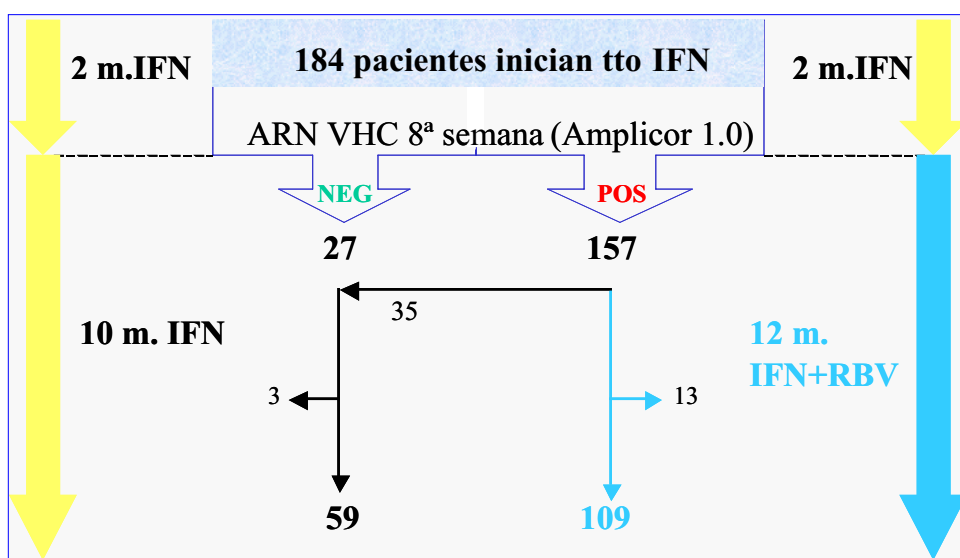 2 m.IFN
184 pacientes inician tto IFN
2 m.IFN
ARN VHC 8ª semana (Amplicor 1.0)
NEG
POS
27
157
35
10 m. IFN
12 m.
IFN+RBV
3
13
59
109